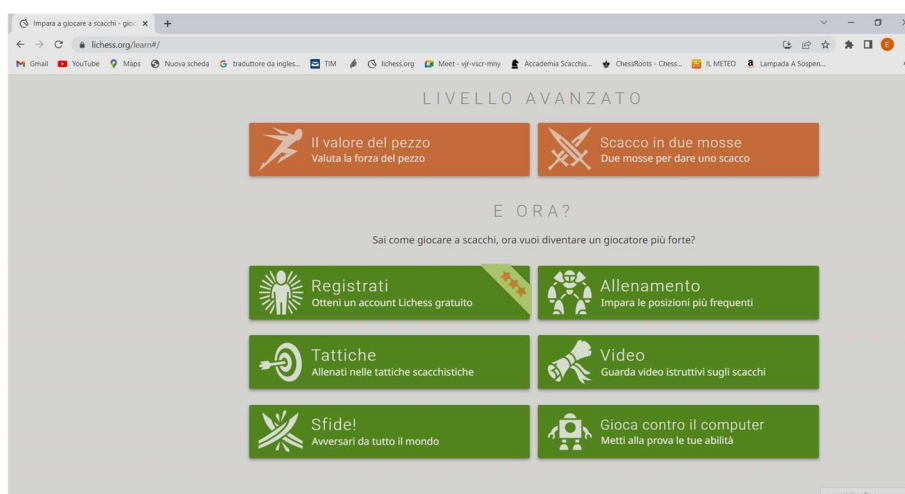 Impara a giocare a scacchi - gioc
lichess.org/learn#/
Gmail YouTube Maps Nuova scheda traduttore da ingles... TIM lichess.org Meet - vjr-vscr-mny Accademia Scacchis... ChessRoots - Chess... IL METEO Lampada A Sospen...
LIVELLO AVANZATO
Il valore del pezzo
Valuta la forza del pezzo
Scacco in due mosse
Due mosse per dare uno scacco
E ORA?
Sai come giocare a scacchi, ora vuoi diventare un giocatore più forte?
Registrati
Ottieni un account Lichess gratuito
Allenamento
Impara le posizioni più frequenti
Tattiche
Allenati nelle tattiche scacchistiche
Video
Guarda video istruttivi sugli scacchi
Sfide!
Avversari da tutto il mondo
Gioca contro il computer
Metti alla prova le tue abilità